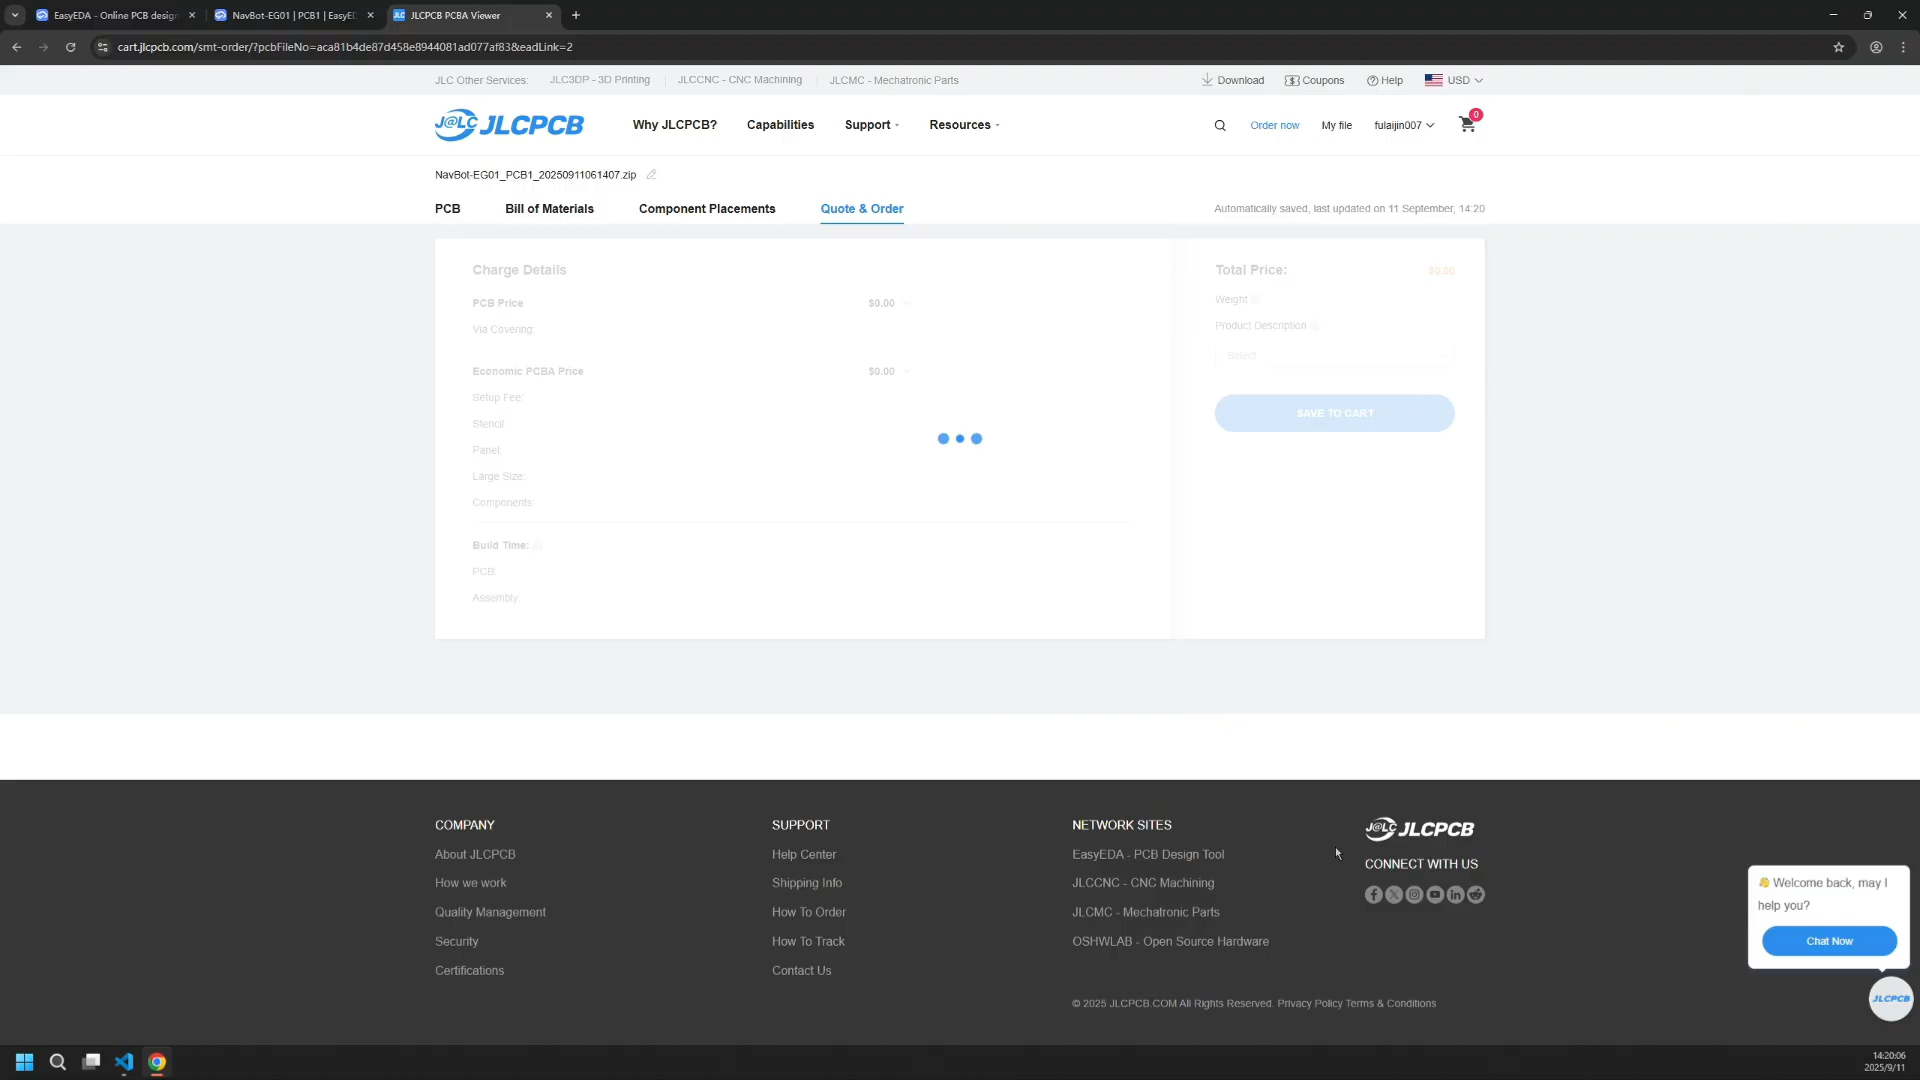 EasyEDA - Online PCB design
NavBot-EG01 | PCB1 | EasyED
JLCPCB PCBA Viewer
cart.jlcpcb.com/smt-order/?pcbFileNo=aca81b4de87d458e8944081ad077af83&eadLink=2
JLC Other Services: JLC3DP - 3D Printing JLCCNC - CNC Machining JLCMC - Mechatronic Parts Download Coupons Help USD
J@LC JLCPCB Why JLCPCB? Capabilities Support Resources Order now My file fulaijin007 0
NavBot-EG01_PCB1_20250911061407.zip
PCB Bill of Materials Component Placements Quote & Order Automatically saved, last updated on 11 September, 14:20
Charge Details
PCB Price $0.00
Via Covering:
Economic PCBA Price $0.00
Setup Fee:
Stencil:
Panel:
Large Size:
Components:
Build Time:
PCB:
Assembly:
Total Price: $0.00
Weight
Product Description
Select
SAVE TO CART
COMPANY
About JLCPCB
How we work
Quality Management
Security
Certifications
SUPPORT
Help Center
Shipping Info
How To Order
How To Track
Contact Us
NETWORK SITES
EasyEDA - PCB Design Tool
JLCCNC - CNC Machining
JLCMC - Mechatronic Parts
OSHWLAB - Open Source Hardware
J@LC JLCPCB
CONNECT WITH US
© 2025 JLCPCB.COM All Rights Reserved. Privacy Policy Terms & Conditions
👋 Welcome back, may I
help you?
Chat Now
JLCPCB
14:20:06
2025/9/11